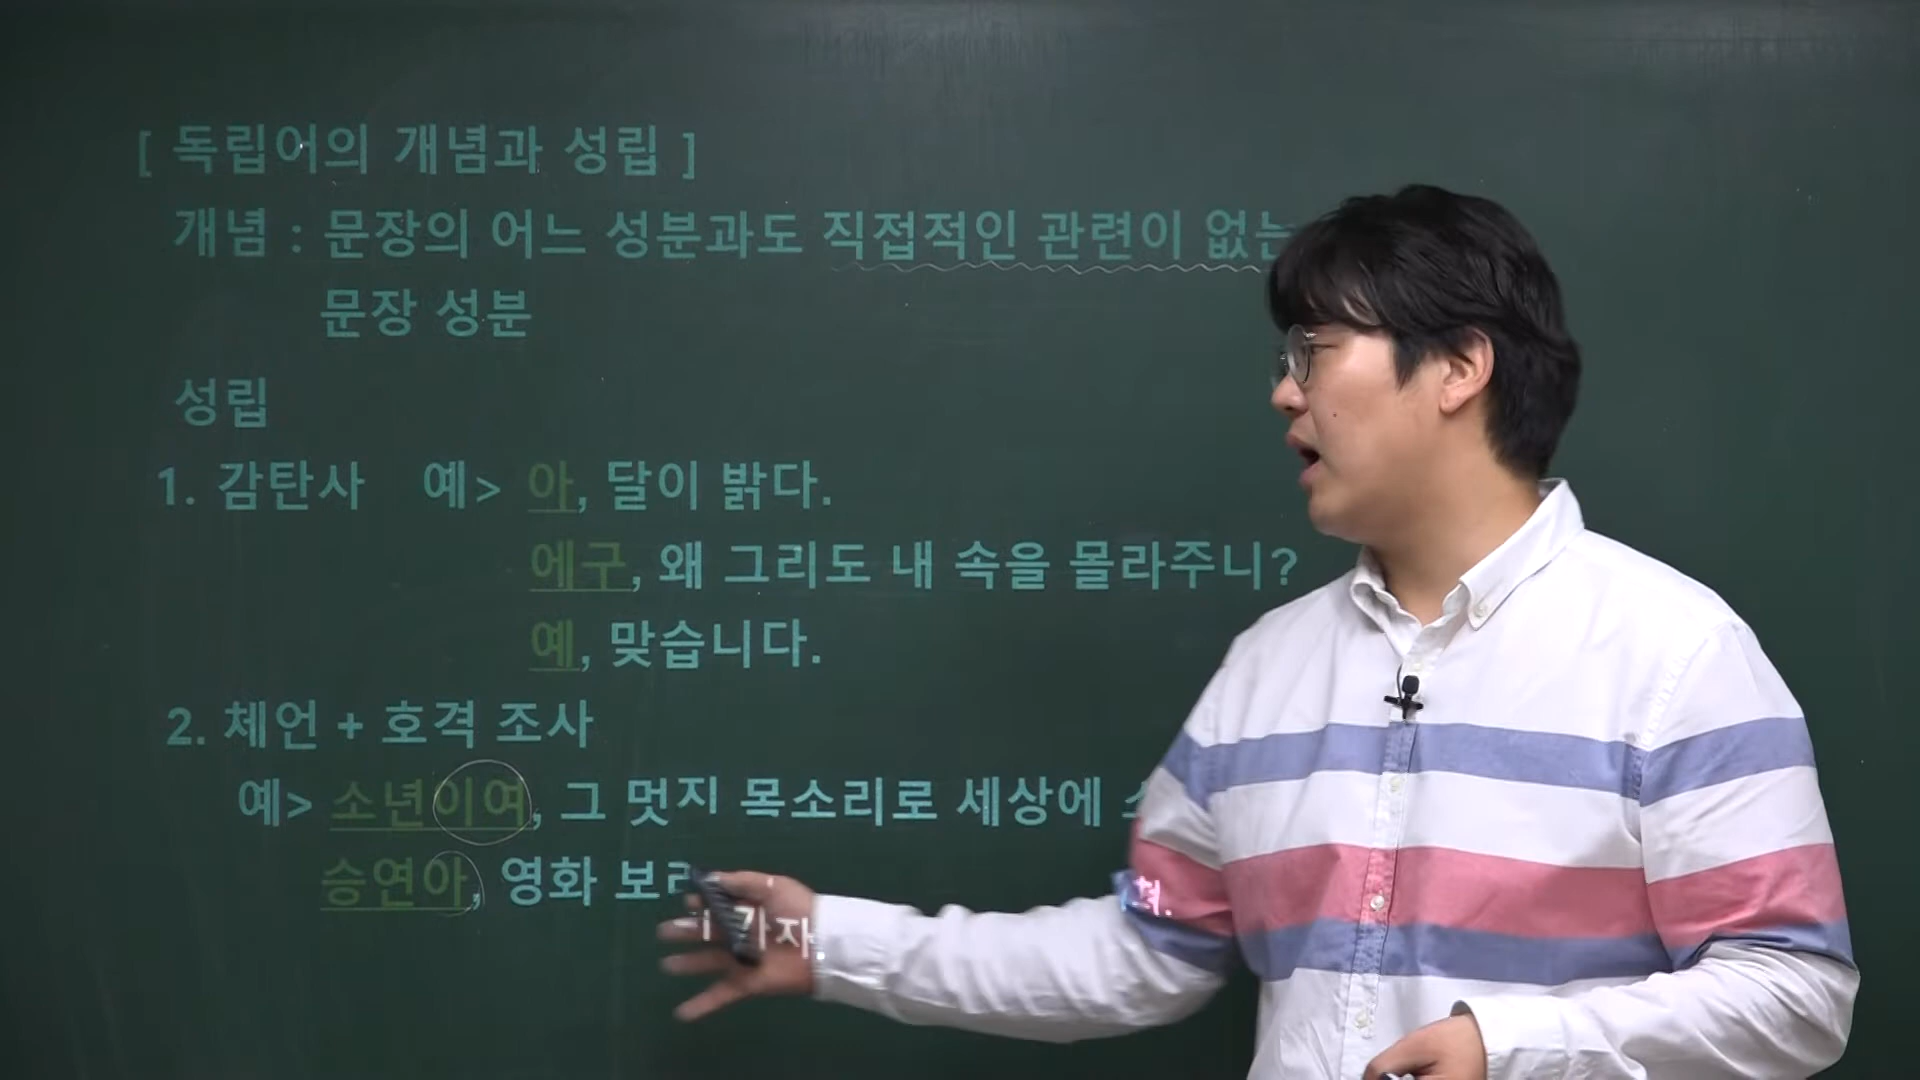 [ 독립어의 개념과 성립 ]
개념 : 문장의 어느 성분과도 직접적인 관련이 없는
문장 성분
성립
1. 감탄사 예> 아, 달이 밝다.
에구, 왜 그리도 내 속을 몰라주니?
예, 맞습니다.
2. 체언 + 호격 조사
예> 소년이여, 그 멋지 목소리로 세상에
승연아, 영화 보러 가자